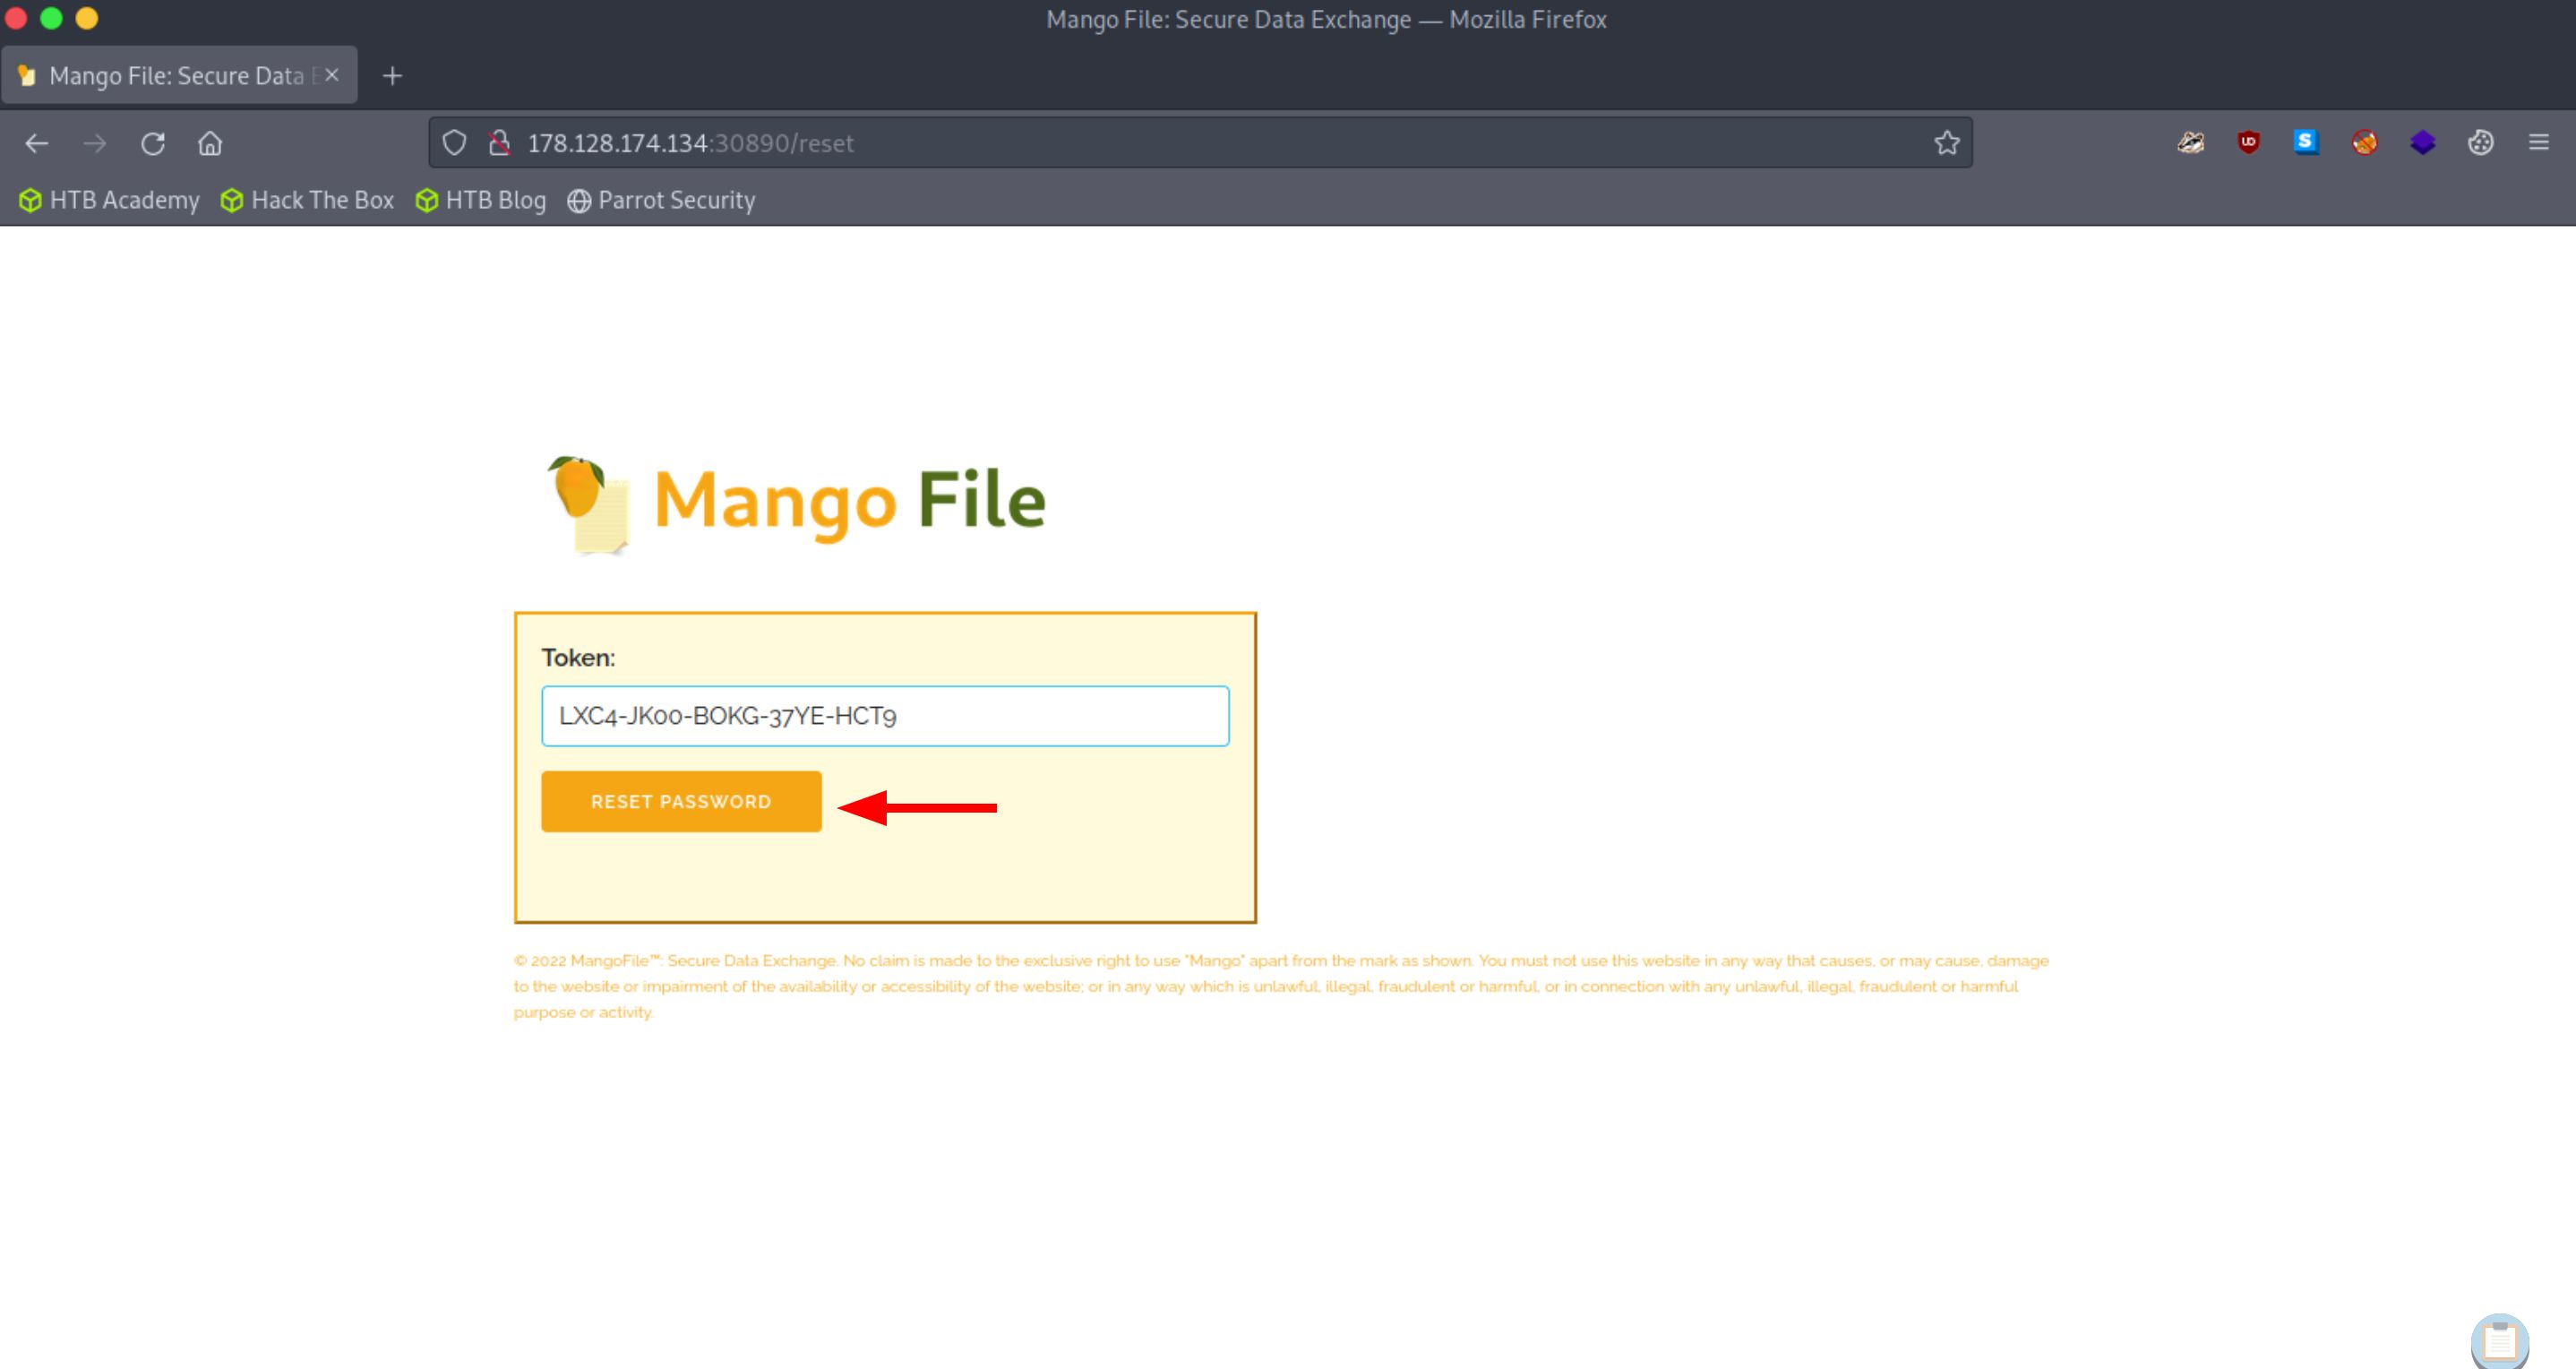 Mango File: Secure Data Exchange — Mozilla Firefox
Mango File: Secure Data E
178.128.174.134:30890/reset
HTB Academy Hack The Box HTB Blog Parrot Security
Mango File
Token:
LXC4-JK00-BOKG-37YE-HCT9
RESET PASSWORD
© 2022 MangoFile™: Secure Data Exchange. No claim is made to the exclusive right to use "Mango" apart from the mark as shown. You must not use this website in any way that causes, or may cause, damage
to the website or impairment of the availability or accessibility of the website; or in any way which is unlawful, illegal, fraudulent or harmful, or in connection with any unlawful, illegal, fraudulent or harmful
purpose or activity.